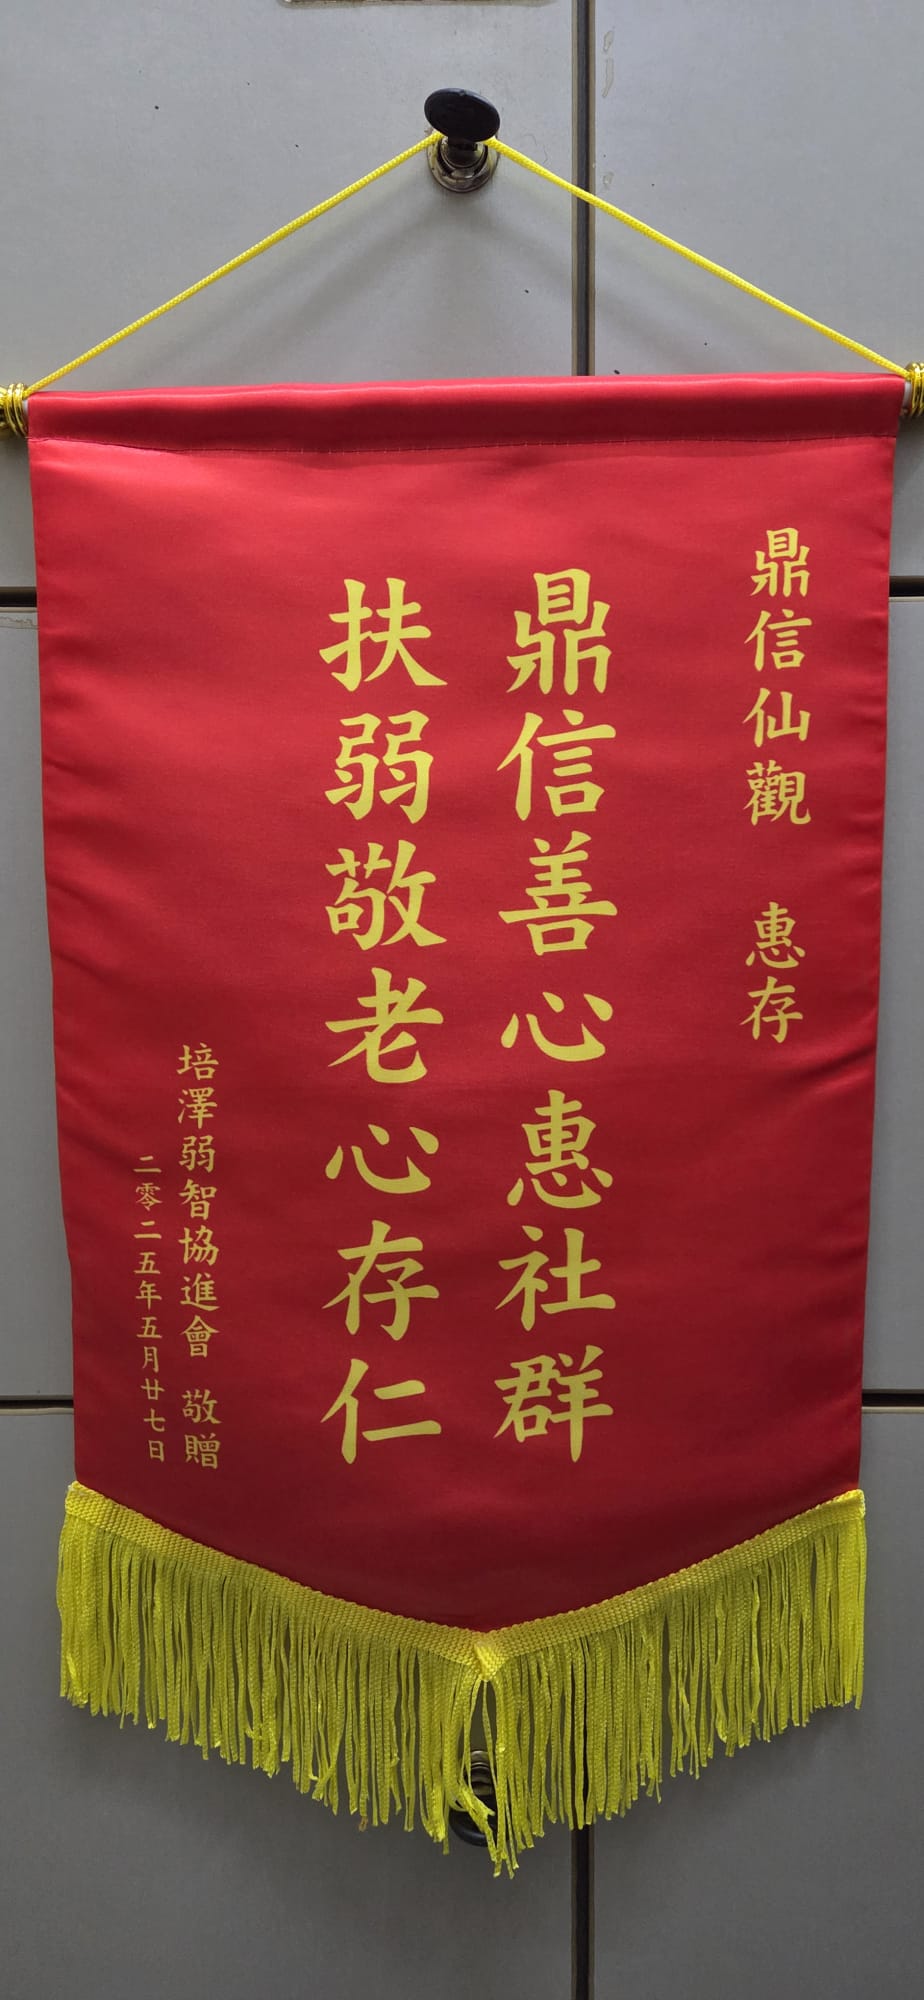 鼎信仙觀 惠存
鼎信善心惠社群
扶弱敬老心存仁
培澤弱智協進會 敬贈
二零二五年五月廿七日